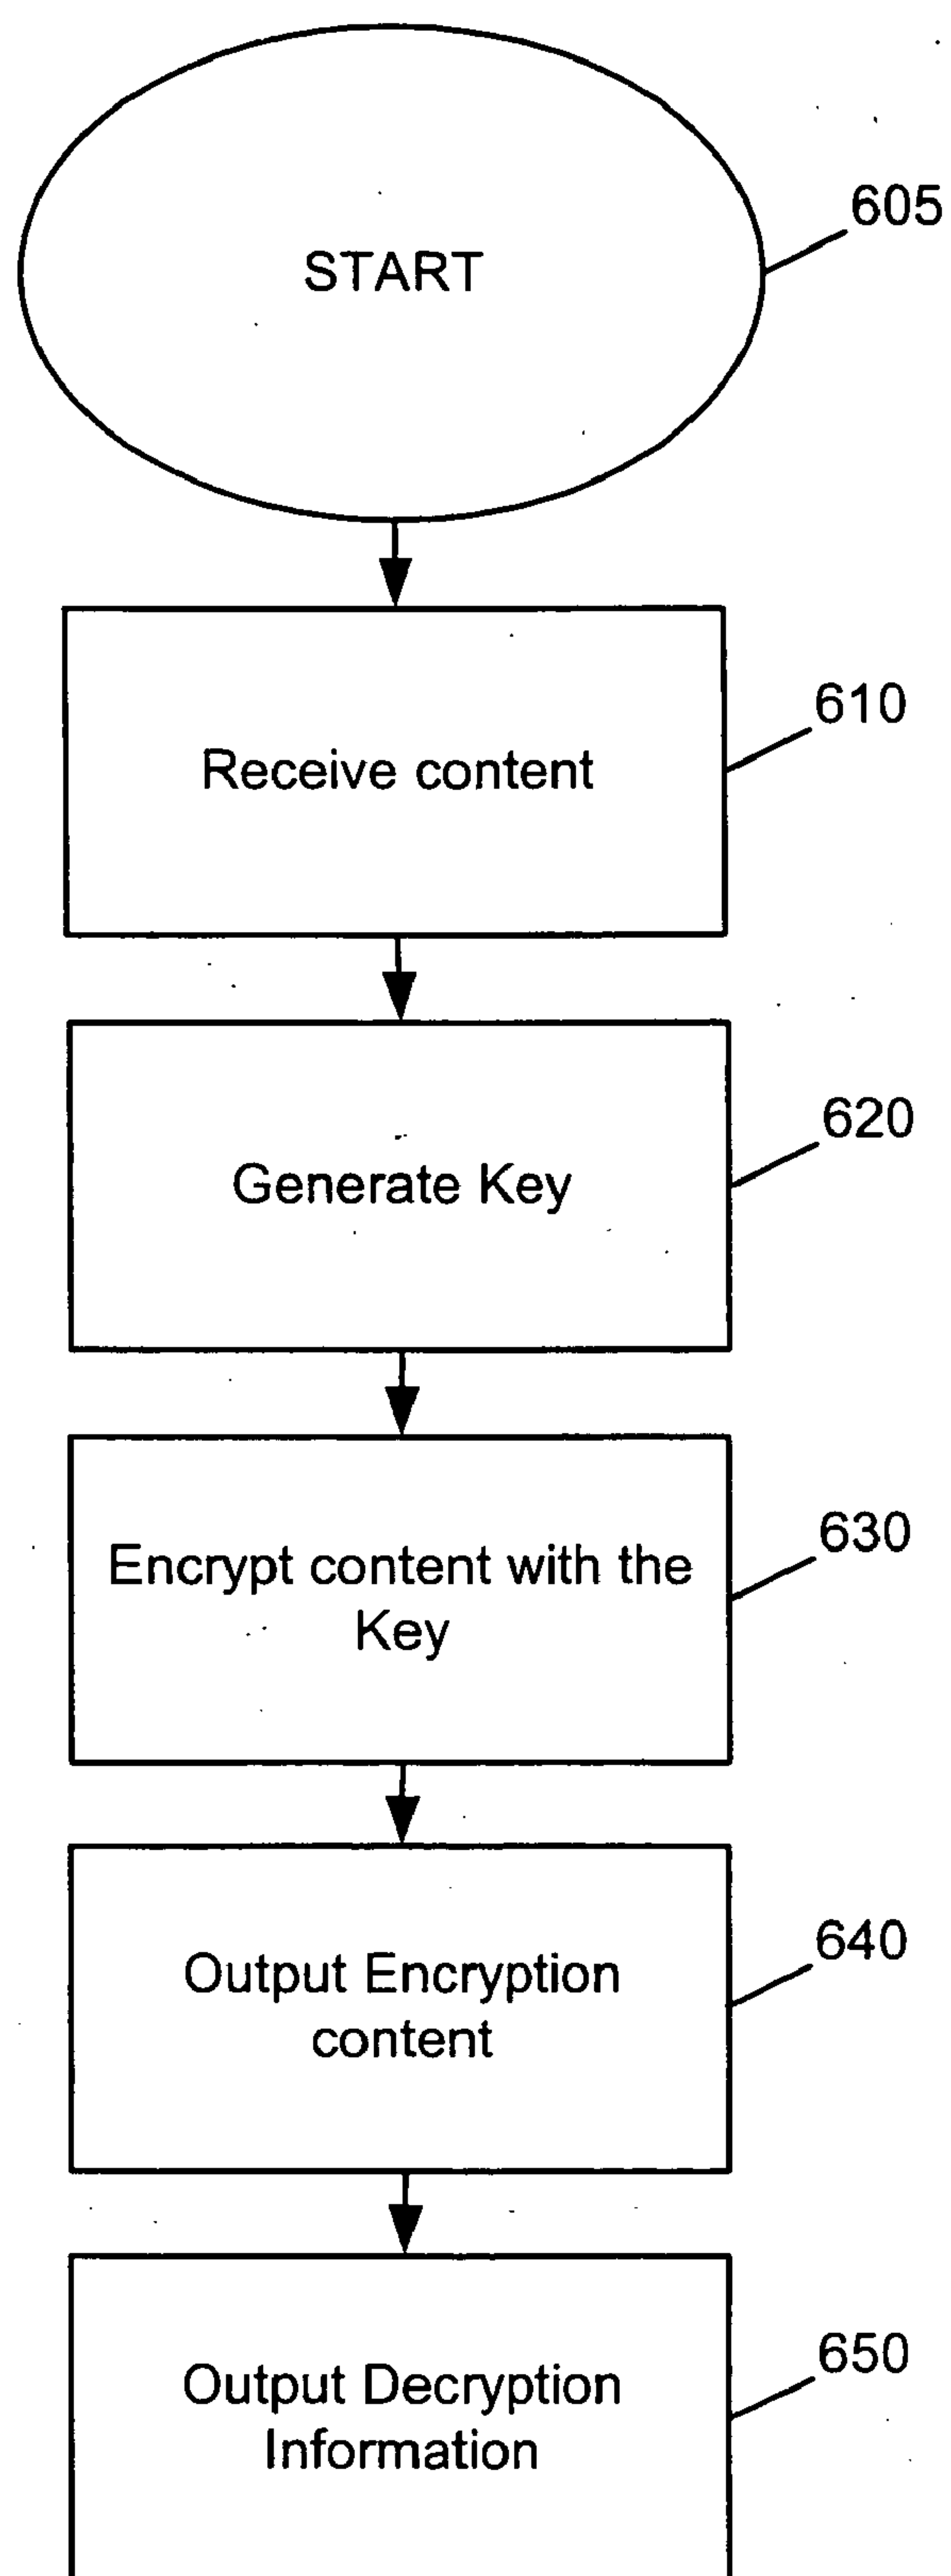 START
605
Receive content
610
Generate Key
620
Encrypt content with the
Key
630
Output Encryption
content
640
Output Decryption
Information
650